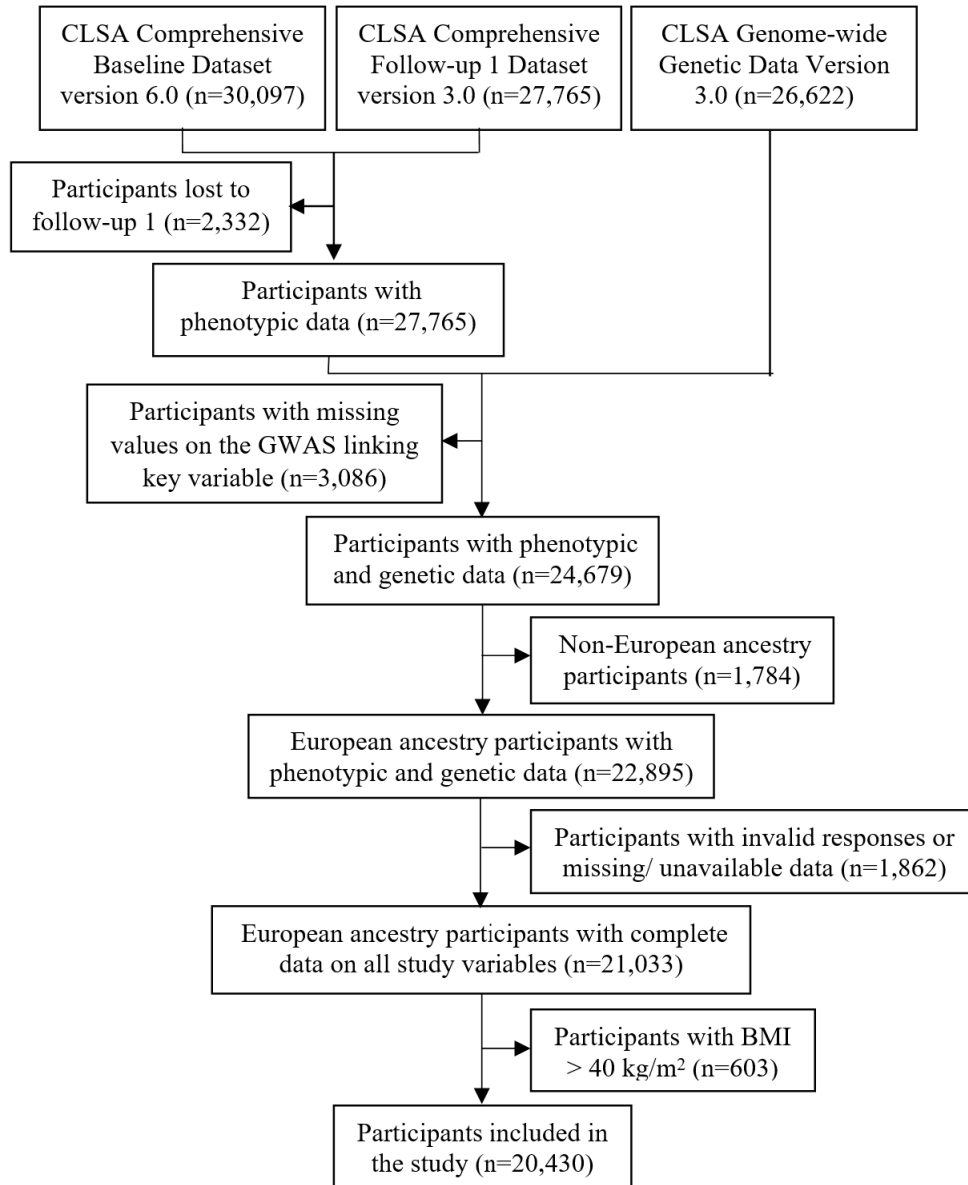 CLSA Comprehensive
Baseline Dataset
version 6.0 (n=30,097)
CLSA Comprehensive
Follow-up 1 Dataset
version 3.0 (n=27,765)
CLSA Genome-wide
Genetic Data Version
3.0 (n=26,622)
Participants lost to
follow-up 1 (n=2,332)
Participants with
phenotypic data (n=27,765)
Participants with missing
values on the GWAS linking
key variable (n=3,086)
Participants with phenotypic
and genetic data (n=24,679)
Non-European ancestry
participants (n=1,784)
European ancestry participants with
phenotypic and genetic data (n=22,895)
Participants with invalid responses or
missing/ unavailable data (n=1,862)
European ancestry participants with complete
data on all study variables (n=21,033)
Participants with BMI
> 40 kg/m² (n=603)
Participants included in
the study (n=20,430)